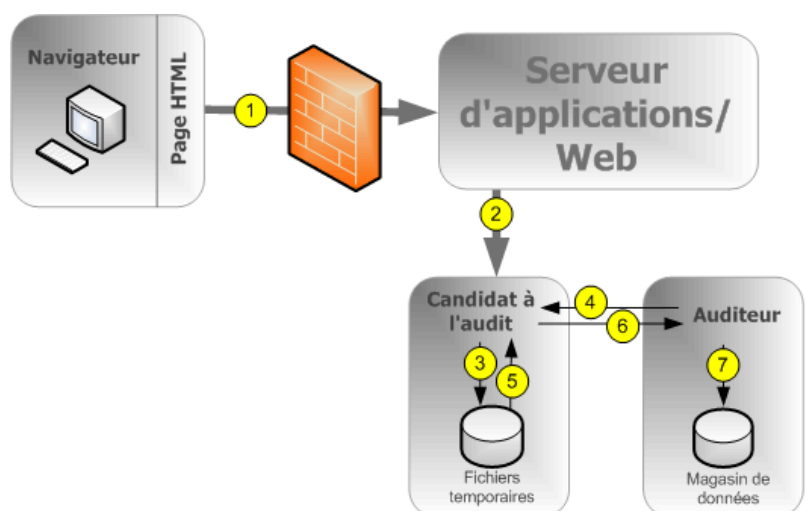 Navigateur
Page HTML
1
Serveur
d'applications/
Web
2
Candidat à
l'audit
4
6
Auditeur
3
5
7
Fichiers
temporaires
Magasin de
données